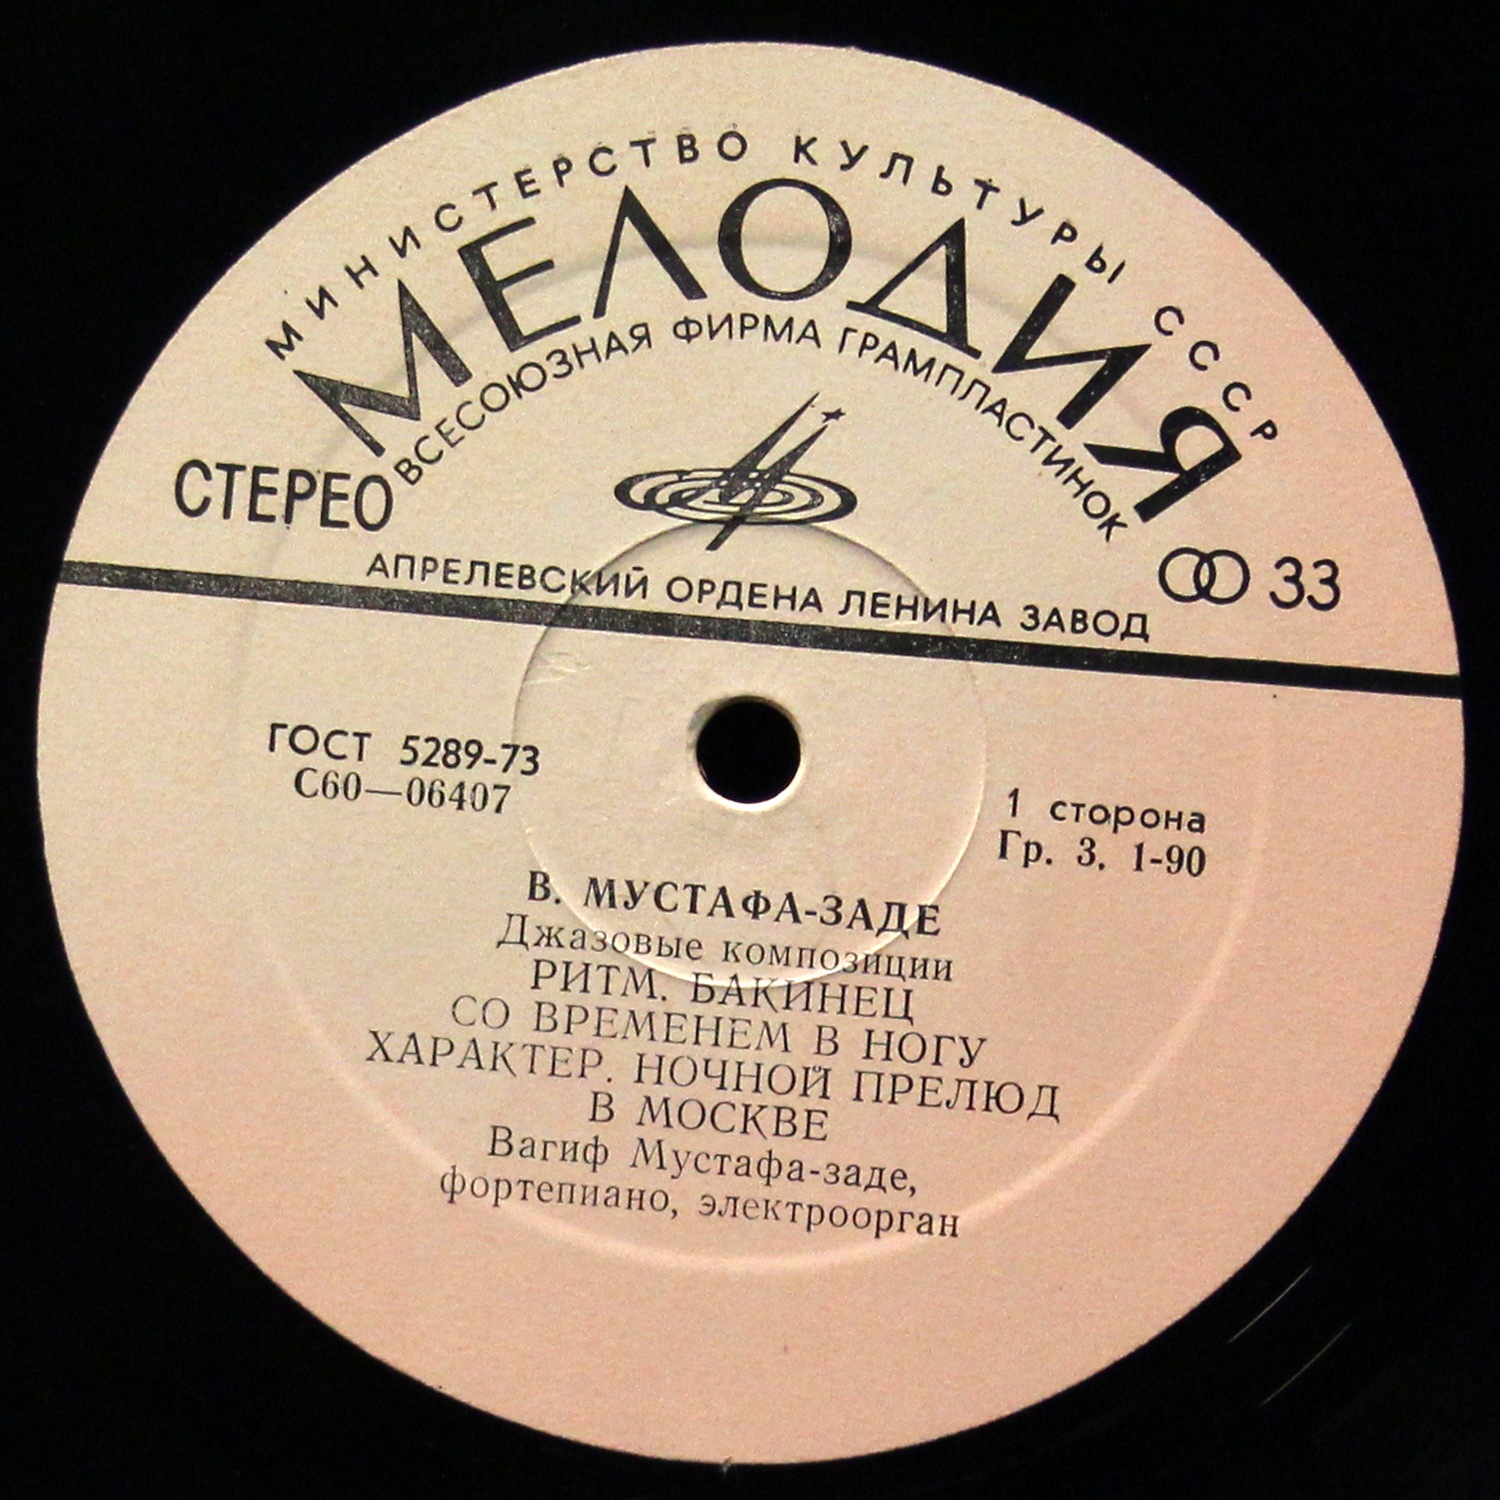 МИНИСТЕРСТВО КУЛЬТУРЫ СССР
МЕЛОДИЯ
ВСЕСОЮЗНАЯ ФИРМА ГРАМПЛАСТИНОК
СТЕРЕО
33
АПРЕЛЕВСКИЙ ОРДЕНА ЛЕНИНА ЗАВОД
ГОСТ 5289-73
С60—06407
1 сторона
Гр. 3. 1-90
В. МУСТАФА-ЗАДЕ
Джазовые композиции
РИТМ. БАКИНЕЦ
СО ВРЕМЕНЕМ В НОГУ
ХАРАКТЕР. НОЧНОЙ ПРЕЛЮД
В МОСКВЕ
Вагиф Мустафа-заде,
фортепиано, электроорган